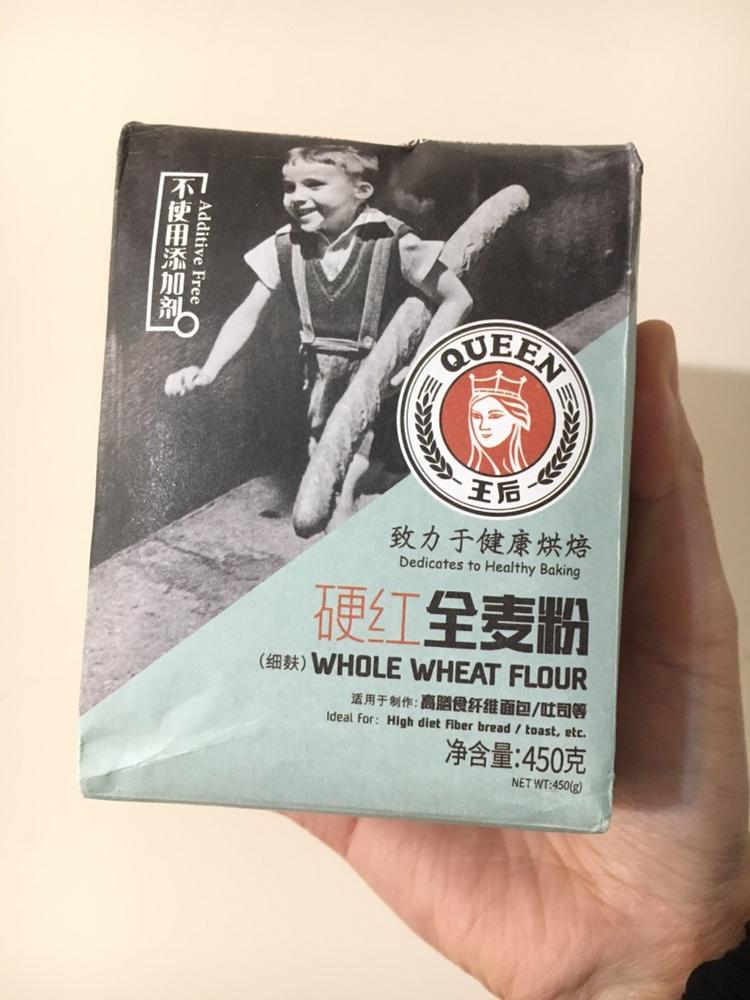 不使用添加剂
Additive Free
QUEEN
王后
致力于健康烘焙
Dedicates to Healthy Baking
硬红全麦粉
(细麸) WHOLE WHEAT FLOUR
适用于制作: 高膳食纤维面包/吐司等
Ideal For: High diet Fiber bread / toast, etc.
净含量:450克
NET WT:450(g)